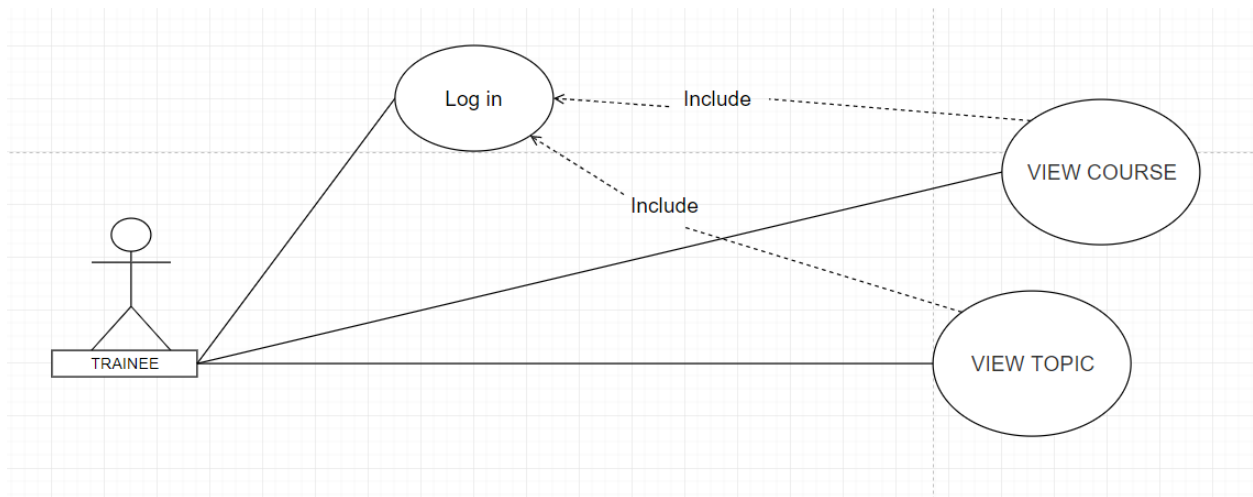 Log in
Include
VIEW COURSE
Include
TRAINEE
VIEW TOPIC